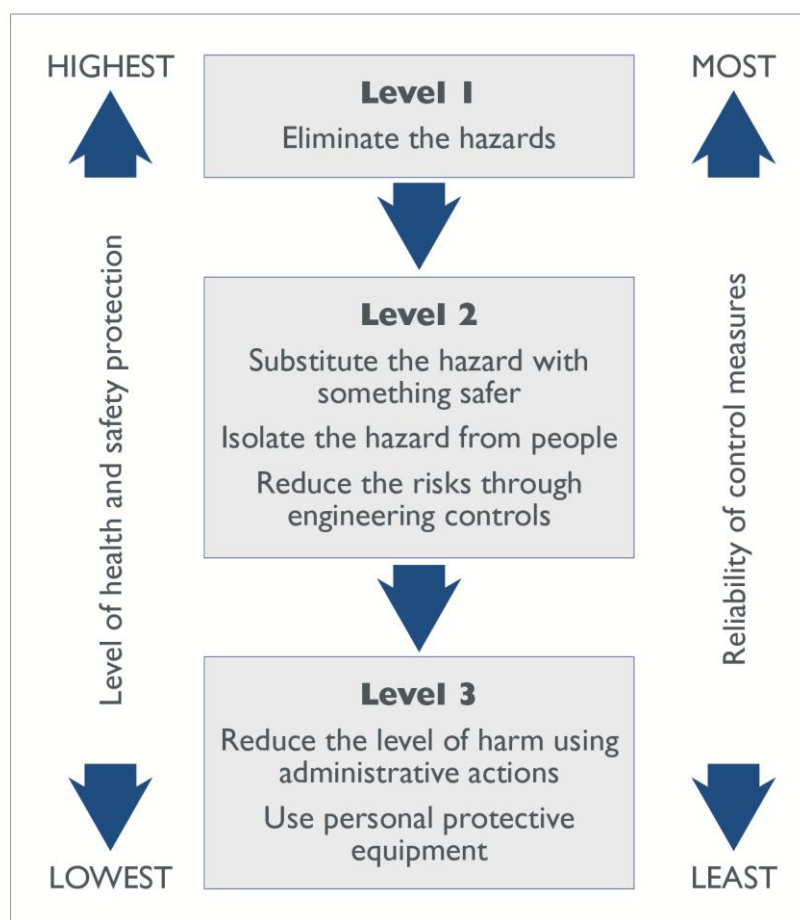 HIGHEST
MOST
Level 1
Eliminate the hazards
Level 2
Substitute the hazard with
something safer
Isolate the hazard from people
Reduce the risks through
engineering controls
Level of health and safety protection
Reliability of control measures
Level 3
Reduce the level of harm using
administrative actions
Use personal protective
equipment
LOWEST
LEAST